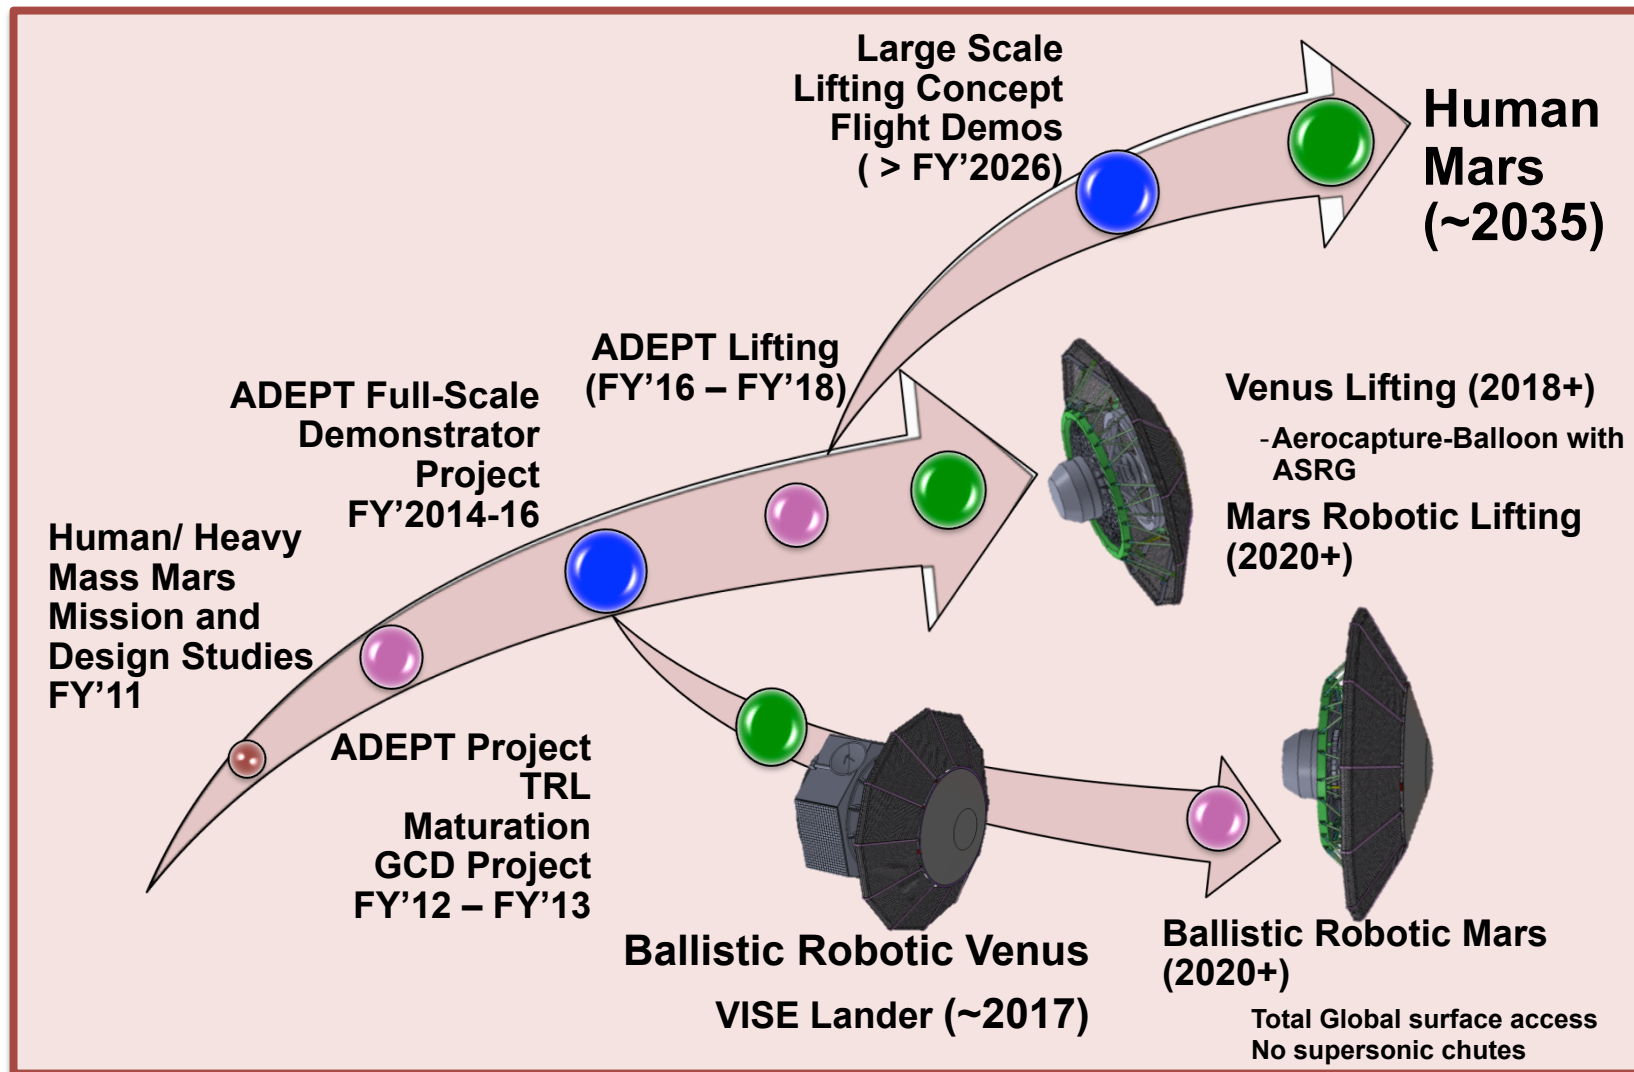 Large Scale
Lifting Concept
Flight Demos
( > FY’2026)
Human
Mars
(~2035)
ADEPT Lifting
(FY’16 – FY’18)
ADEPT Full-Scale
Demonstrator
Project
FY’2014-16
Venus Lifting (2018+)
-Aerocapture-Balloon with
ASRG
Mars Robotic Lifting
(2020+)
Human/ Heavy
Mass Mars
Mission and
Design Studies
FY’11
ADEPT Project
TRL
Maturation
GCD Project
FY’12 – FY’13
Ballistic Robotic Venus
VISE Lander (~2017)
Ballistic Robotic Mars
(2020+)
Total Global surface access
No supersonic chutes